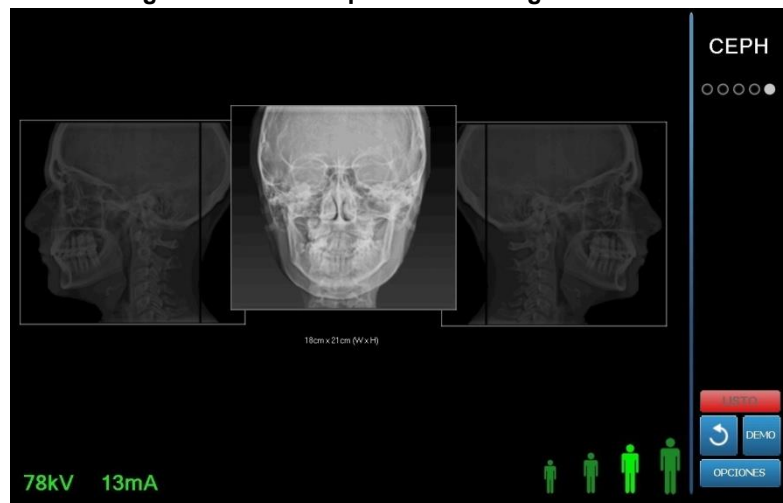 CEPH
18cm x 21cm (W x H)
LISTO
DEMO
OPCIONES
78kV 13mA